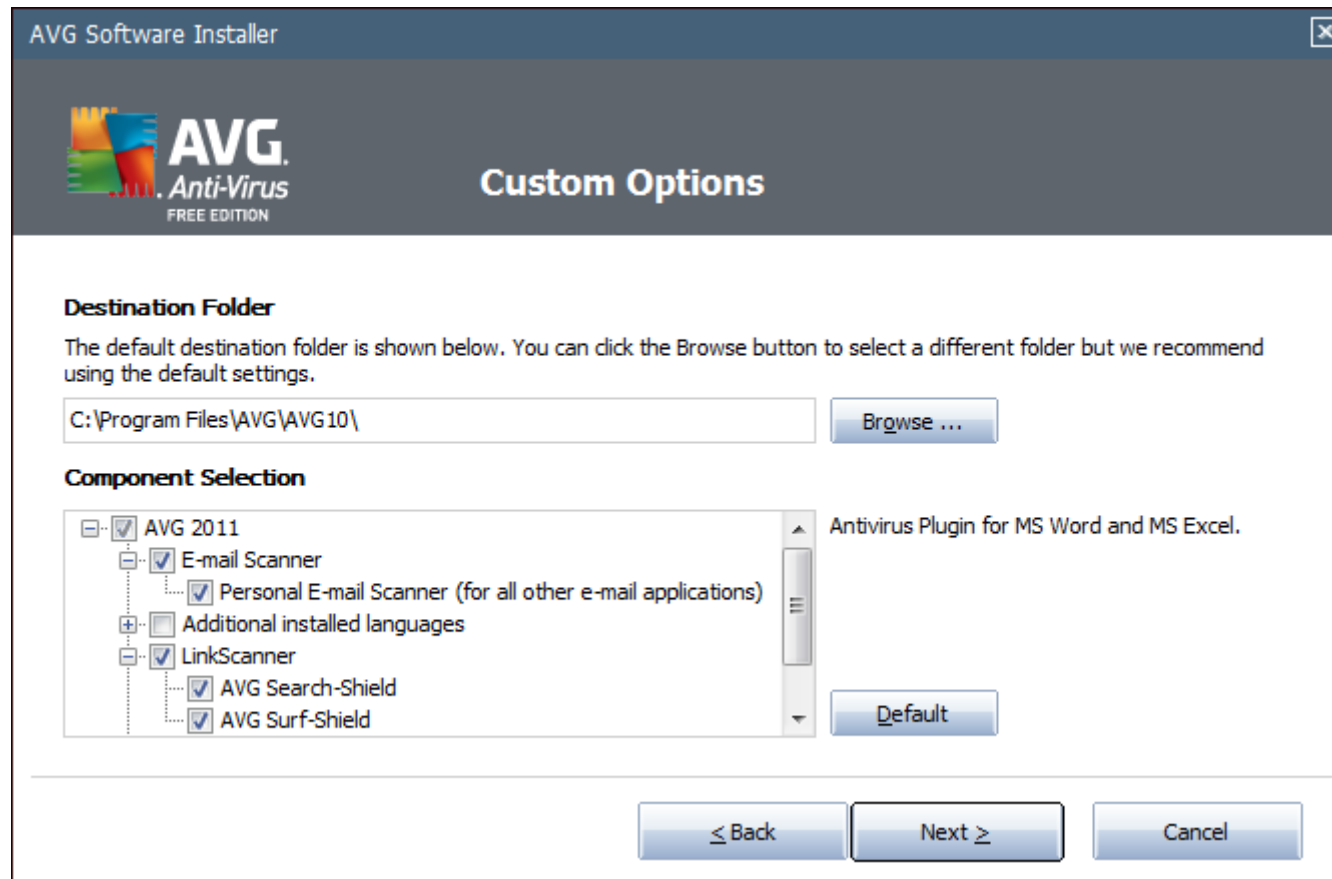 AVG Software Installer
AVG.
Anti-Virus
FREE EDITION
Custom Options
Destination Folder
The default destination folder is shown below. You can click the Browse button to select a different folder but we recommend
using the default settings.
C:\Program Files\AVG\AVG10\
Browse ...
Component Selection
AVG 2011
E-mail Scanner
Personal E-mail Scanner (for all other e-mail applications)
Additional installed languages
LinkScanner
AVG Search-Shield
AVG Surf-Shield
Antivirus Plugin for MS Word and MS Excel.
Default
< Back
Next >
Cancel